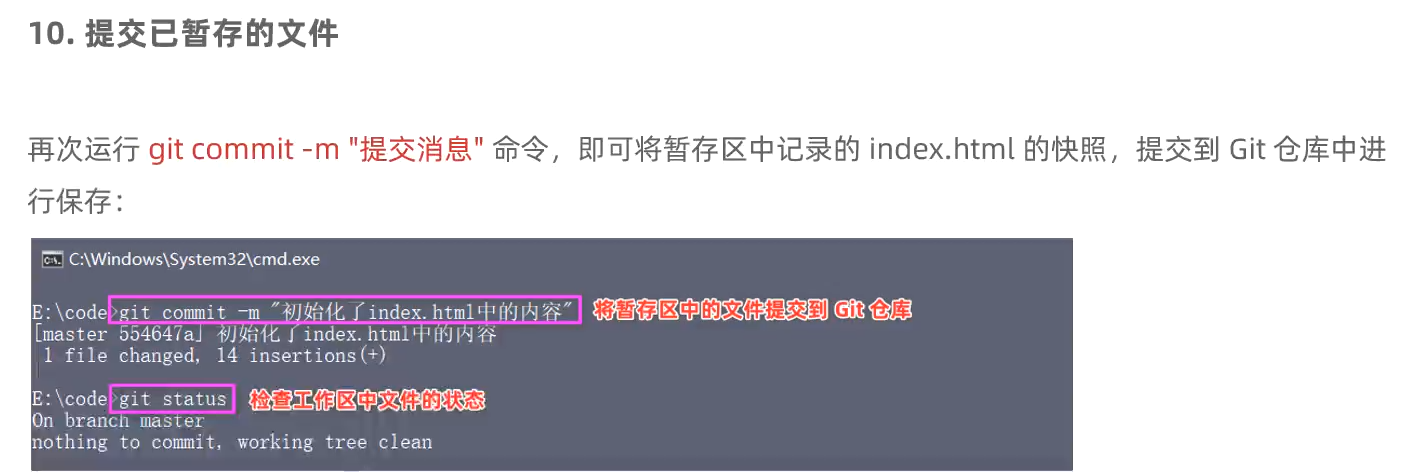 10. 提交已暂存的文件
再次运行 git commit -m "提交消息" 命令，即可将暂存区中记录的 index.html 的快照，提交到 Git 仓库中进
行保存：
C:\Windows\System32\cmd.exe
E:\code>git commit -m "初始化了index.html中的内容" 将暂存区中的文件提交到 Git 仓库
[master 554647a] 初始化了index.html中的内容
1 file changed, 14 insertions(+)
E:\code>git status 检查工作区中文件的状态
On branch master
nothing to commit, working tree clean